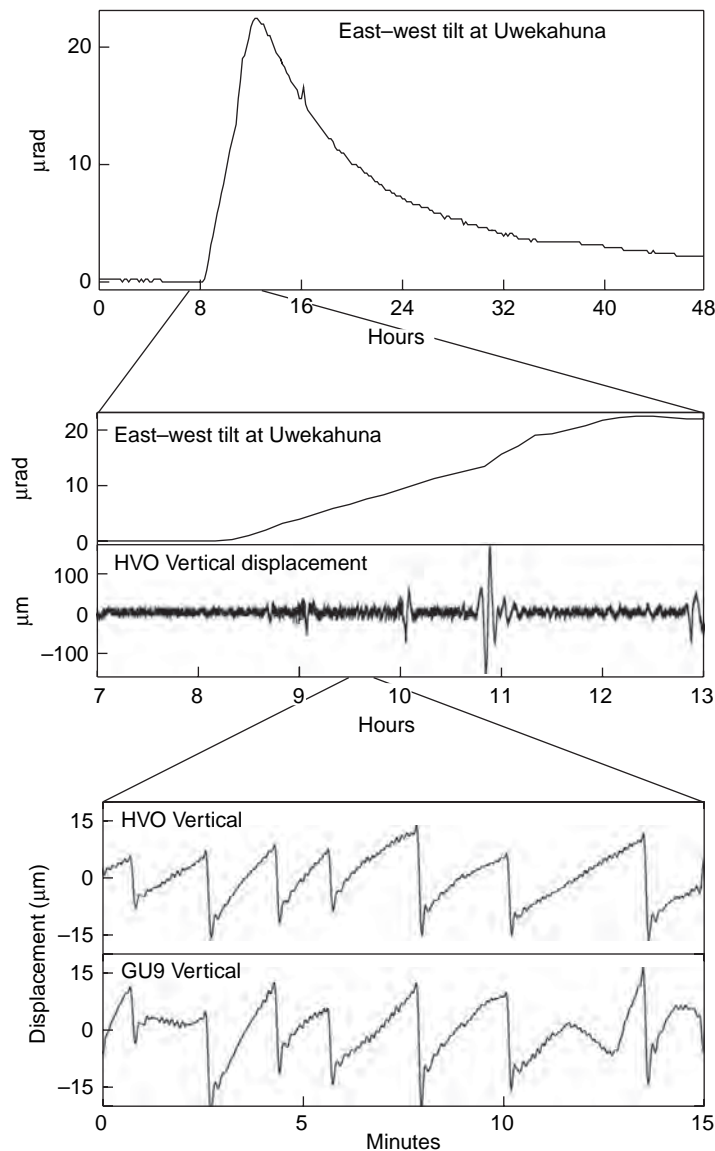 East–west tilt at Uwekahuna
20
10
0
μrad
0 8 16 24 32 40 48
Hours
East–west tilt at Uwekahuna
20
10
0
μrad
HVO Vertical displacement
100
0
−100
μm
7 8 9 10 11 12 13
Hours
HVO Vertical
15
0
−15
Displacement (μm)
GU9 Vertical
15
0
−15
0 5 10 15
Minutes